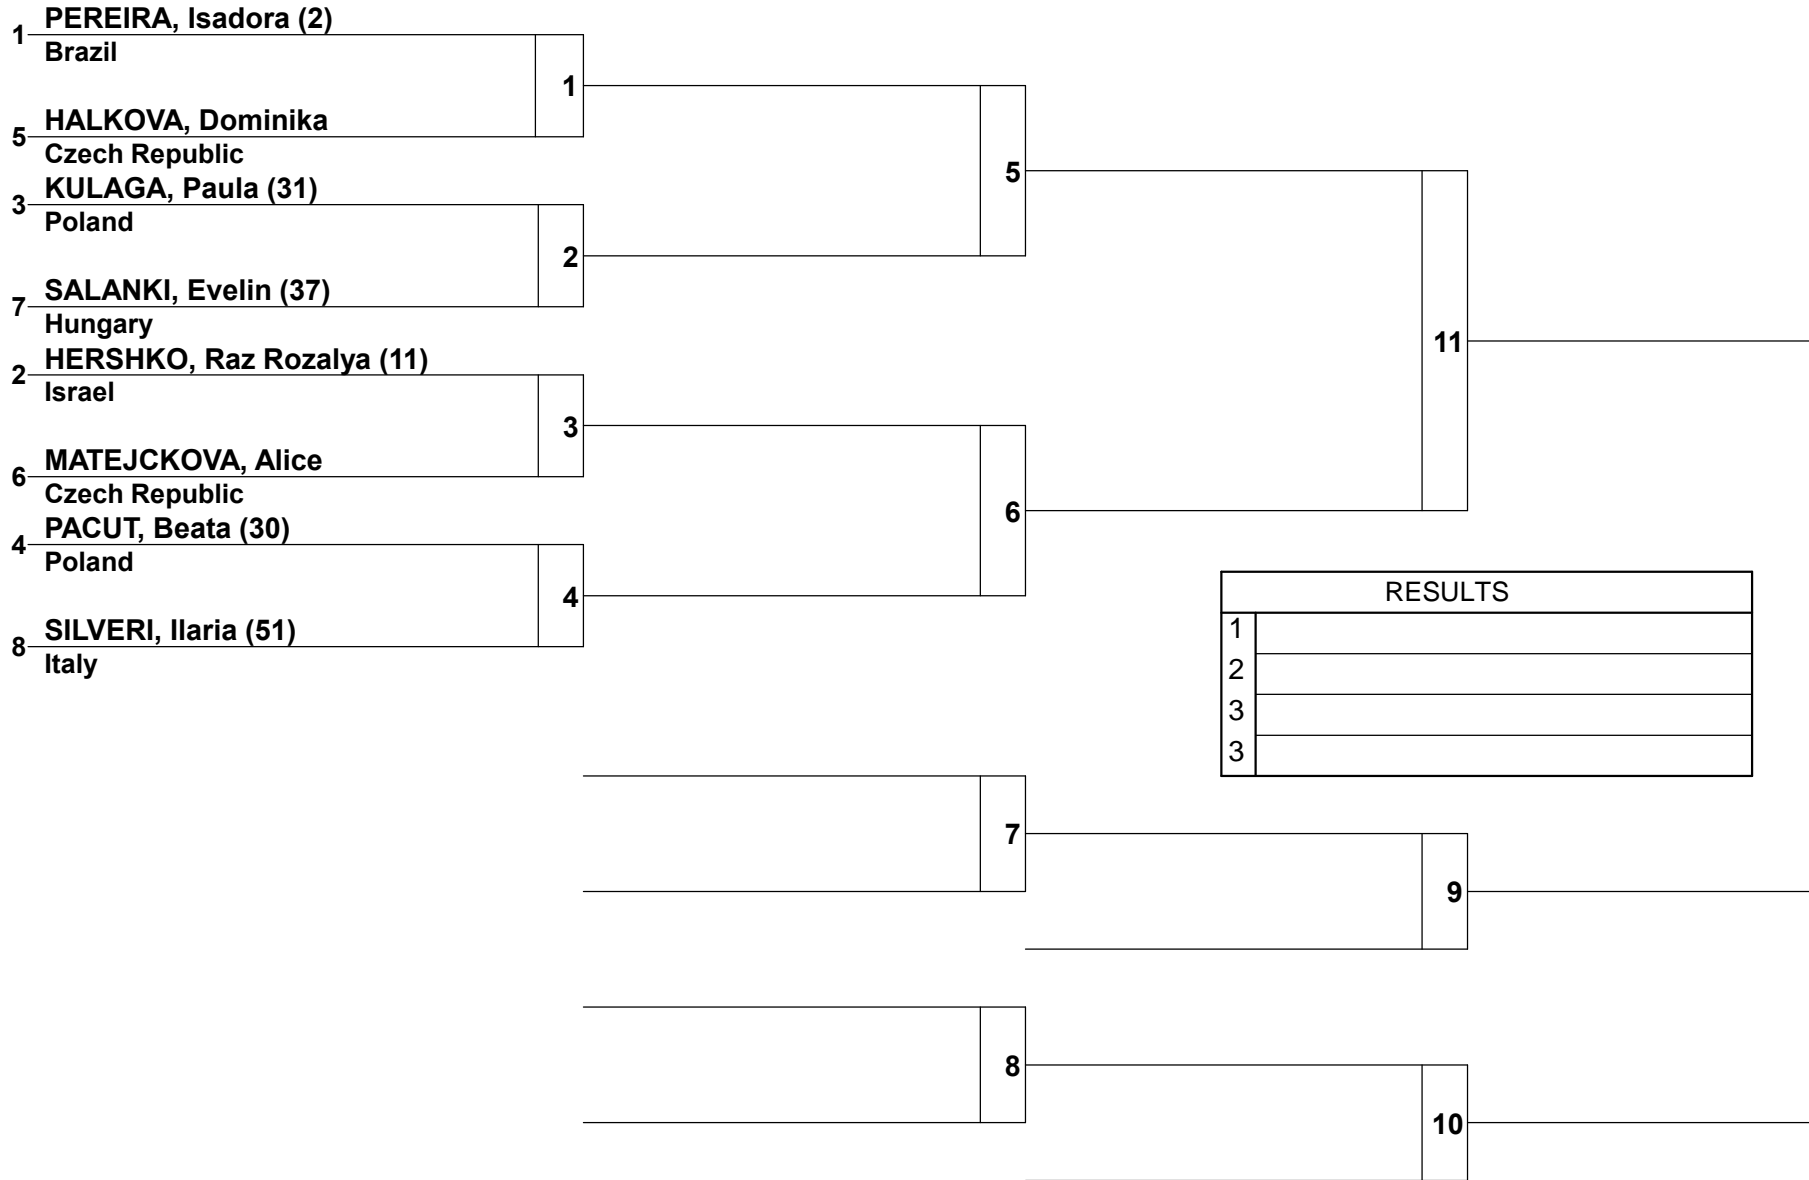 1
PEREIRA, Isadora (2)
Brazil
5
HALKOVA, Dominika
Czech Republic
3
KULAGA, Paula (31)
Poland
7
SALANKI, Evelin (37)
Hungary
2
HERSHKO, Raz Rozalya (11)
Israel
6
MATEJCKOVA, Alice
Czech Republic
4
PACUT, Beata (30)
Poland
8
SILVERI, Ilaria (51)
Italy
1
2
3
4
5
6
11
RESULTS
1
2
3
3
7
8
9
10